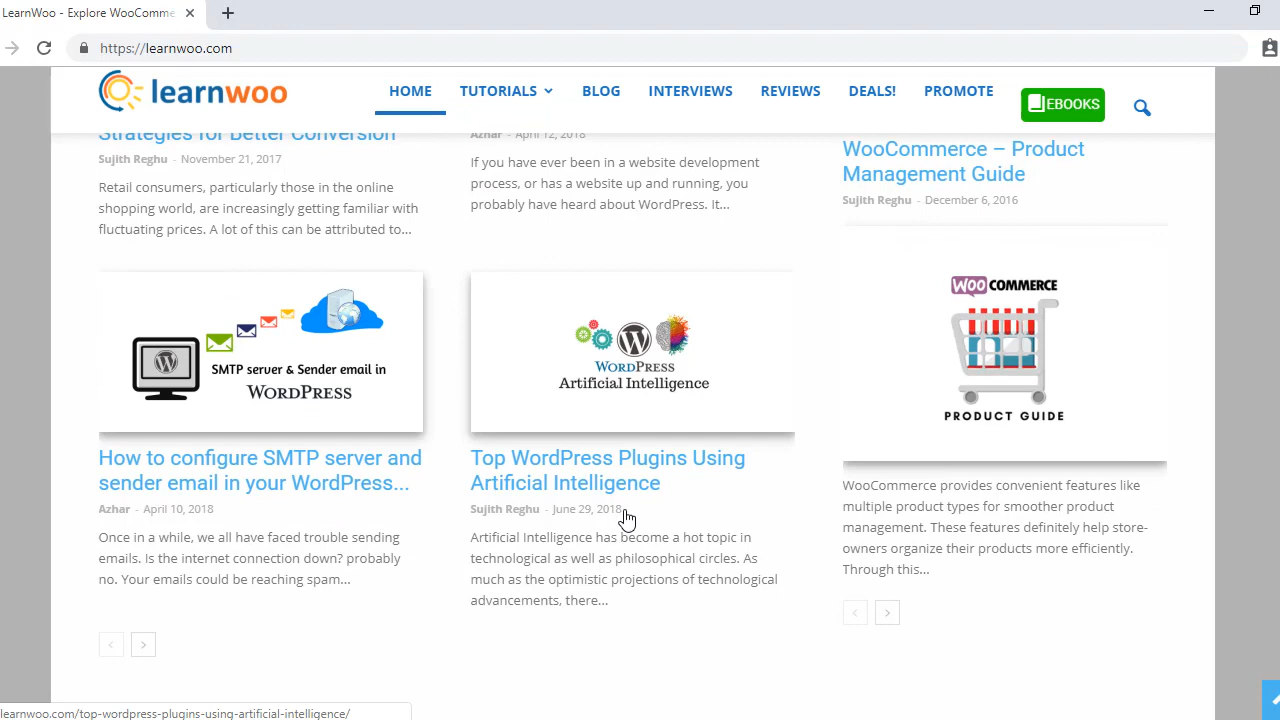 LearnWoo - Explore WooComme
https://learnwoo.com
learnwoo
HOME
TUTORIALS
BLOG
INTERVIEWS
REVIEWS
DEALS!
PROMOTE
EBOOKS
Strategies for Better Conversion
Sujith Reghu - November 21, 2017
Retail consumers, particularly those in the online
shopping world, are increasingly getting familiar with
fluctuating prices. A lot of this can be attributed to...
Azhar - April 12, 2018
If you have ever been in a website development
process, or has a website up and running, you
probably have heard about WordPress. It...
WooCommerce – Product
Management Guide
Sujith Reghu - December 6, 2016
SMTP server & Sender email in
WORDPRESS
How to configure SMTP server and
sender email in your WordPress...
Azhar - April 10, 2018
Once in a while, we all have faced trouble sending
emails. Is the internet connection down? probably
no. Your emails could be reaching spam...
WORDPRESS
Artificial Intelligence
Top WordPress Plugins Using
Artificial Intelligence
Sujith Reghu - June 29, 2018
Artificial Intelligence has become a hot topic in
technological as well as philosophical circles. As
much as the optimistic projections of technological
advancements, there...
WOO COMMERCE
PRODUCT GUIDE
WooCommerce provides convenient features like
multiple product types for smoother product
management. These features definitely help store-
owners organize their products more efficiently.
Through this...
learnwoo.com/top-wordpress-plugins-using-artificial-intelligence/